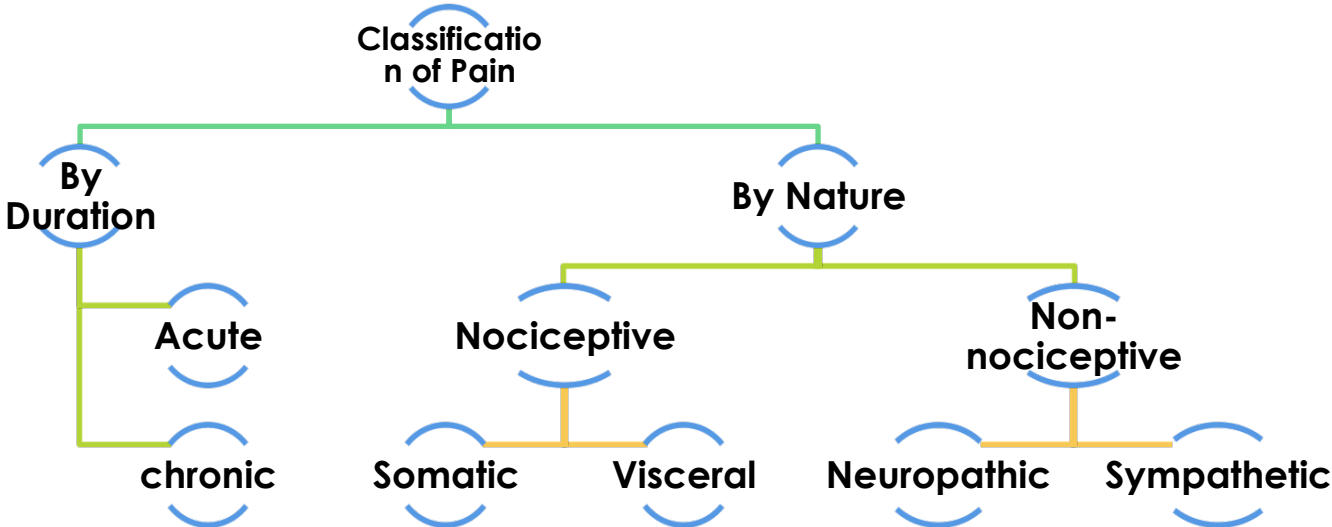 Classificatio
n of Pain
By
Duration
By Nature
Acute
Nociceptive
Non-
nociceptive
chronic
Somatic
Visceral
Neuropathic
Sympathetic